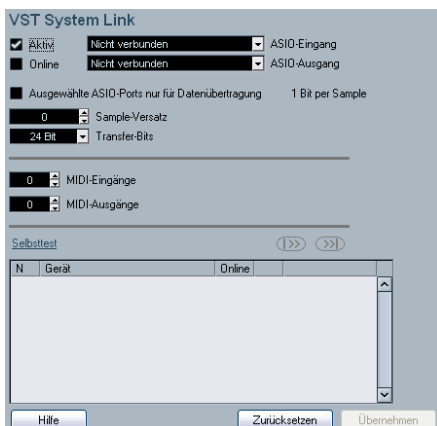 VST System Link
Aktiv Nicht verbunden ASIO-Eingang
Online Nicht verbunden ASIO-Ausgang
Ausgewählte ASIO-Ports nur für Datenübertragung 1 Bit per Sample
0 Sample-Versatz
24 Bit Transfer-Bits
0 MIDI-Eingänge
0 MIDI-Ausgänge
Selbsttest
N Gerät Online
Hilfe Zurücksetzen Übernehmen